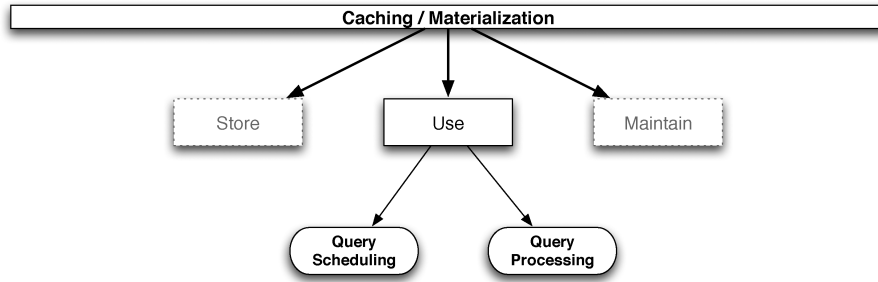 Caching / Materialization
Store
Use
Maintain
Query
Scheduling
Query
Processing